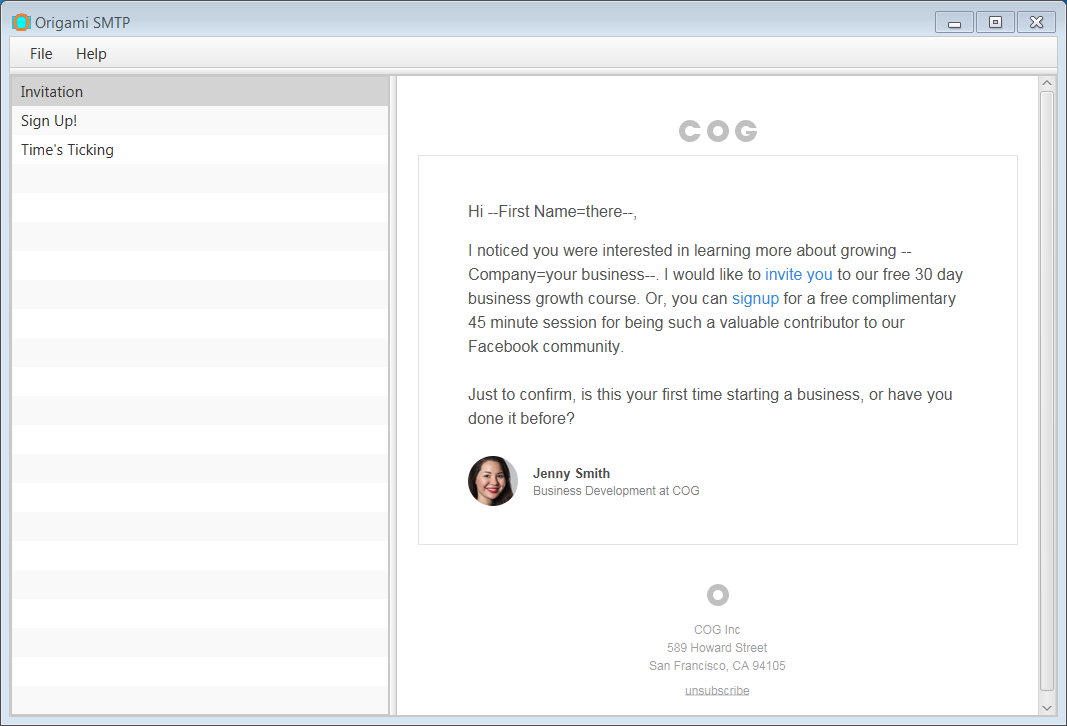 Origami SMTP
File Help
Invitation
Sign Up!
Time's Ticking
COG
Hi --First Name=there--,
I noticed you were interested in learning more about growing --
Company=your business--. I would like to invite you to our free 30 day
business growth course. Or, you can signup for a free complimentary
45 minute session for being such a valuable contributor to our
Facebook community.
Just to confirm, is this your first time starting a business, or have you
done it before?
Jenny Smith
Business Development at COG
COG Inc
589 Howard Street
San Francisco, CA 94105
unsubscribe